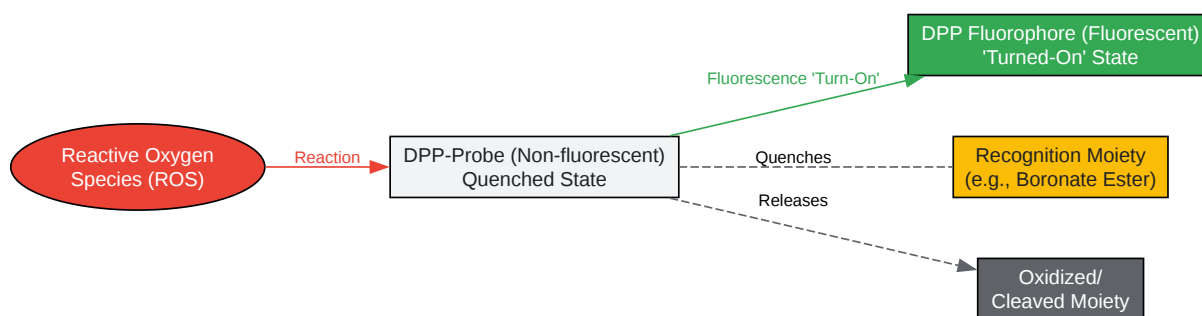 DPP Fluorophore (Fluorescent)
'Turned-On' State
Fluorescence 'Turn-On'
Reactive Oxygen
Species (ROS)
Reaction
DPP-Probe (Non-fluorescent)
Quenched State
Quenches
Recognition Moiety
(e.g., Boronate Ester)
Releases
Oxidized/
Cleaved Moiety